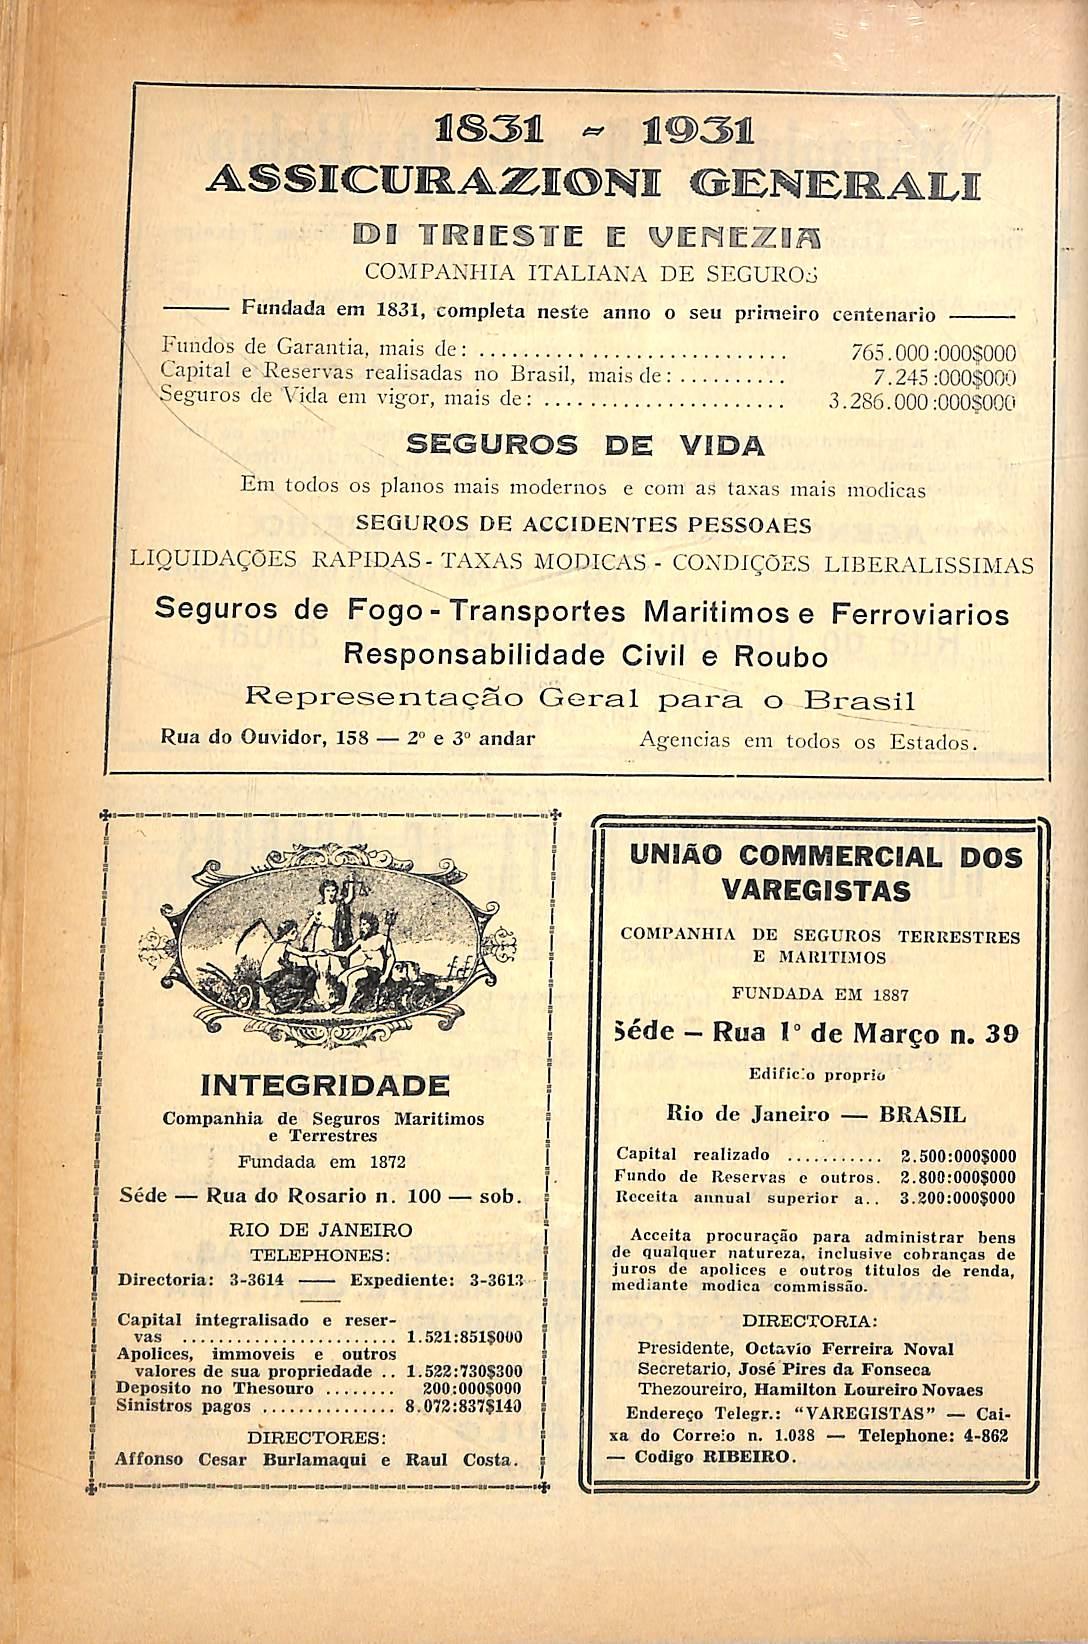 1831 - 1931
ASSICURAZIONI GENERALI
DI TRIESTE E VENEZIA
COMPANHIA ITALIANA DE SEGUROS
Fundada em 1831, completa neste anno o seu primeiro centenario
Fundos de Garantia, mais de: .............................. 765.000:000$000
Capital e Reservas realisadas no Brasil, mais de: .......... 7.245:000$000
Seguros de Vida em vigor, mais de: ....................... 3.286.000:000$000
SEGUROS DE VIDA
Em todos os planos mais modernos e com as taxas mais modicas
SEGUROS DE ACCIDENTES PESSOAES
LIQUIDAÇÕES RAPIDAS - TAXAS MODICAS - CONDIÇÕES LIBERALISSIMAS
Seguros de Fogo - Transportes Maritimos e Ferroviarios
Responsabilidade Civil e Roubo
Representação Geral para o Brasil
Rua do Ouvidor, 158 — 2º e 3º andar Agencias em todos os Estados.
INTEGRIDADE
Companhia de Seguros Maritimos
e Terrestres
Fundada em 1872
Séde — Rua do Rosario n. 100 — sob.
RIO DE JANEIRO
TELEPHONES:
Directoria: 3-3614 — Expediente: 3-3613
Capital integralisado e reser-
vas ........................ 1.521:851$000
Apolices, immoveis e outros
valores de sua propriedade .. 1.522:730$300
Deposito no Thesouro ........ 200:000$000
Sinistros pagos ............... 8.072:837$140
DIRECTORES:
Affonso Cesar Burlamaqui e Raul Costa.
UNIÃO COMMERCIAL DOS
VAREGISTAS
COMPANHIA DE SEGUROS TERRESTRES
E MARITIMOS
FUNDADA EM 1887
Séde — Rua 1º de Março n. 39
Edificio proprio
Rio de Janeiro — BRASIL
Capital realizado ........... 2.500:000$000
Fundo de Reservas e outros. 2.800:000$000
Receita annual superior a.. 3.200:000$000
Acceita procuração para administrar bens
de qualquer natureza, inclusive cobranças de
juros de apolices e outros titulos de renda,
mediante modica commissão.
DIRECTORIA:
Presidente, Octavio Ferreira Noval
Secretario, José Pires da Fonseca
Thezoureiro, Hamilton Loureiro Novaes
Endereço Telegr.: "VAREGISTAS" — Cai-
xa do Correio n. 1.038 — Telephone: 4-862
— Codigo RIBEIRO.